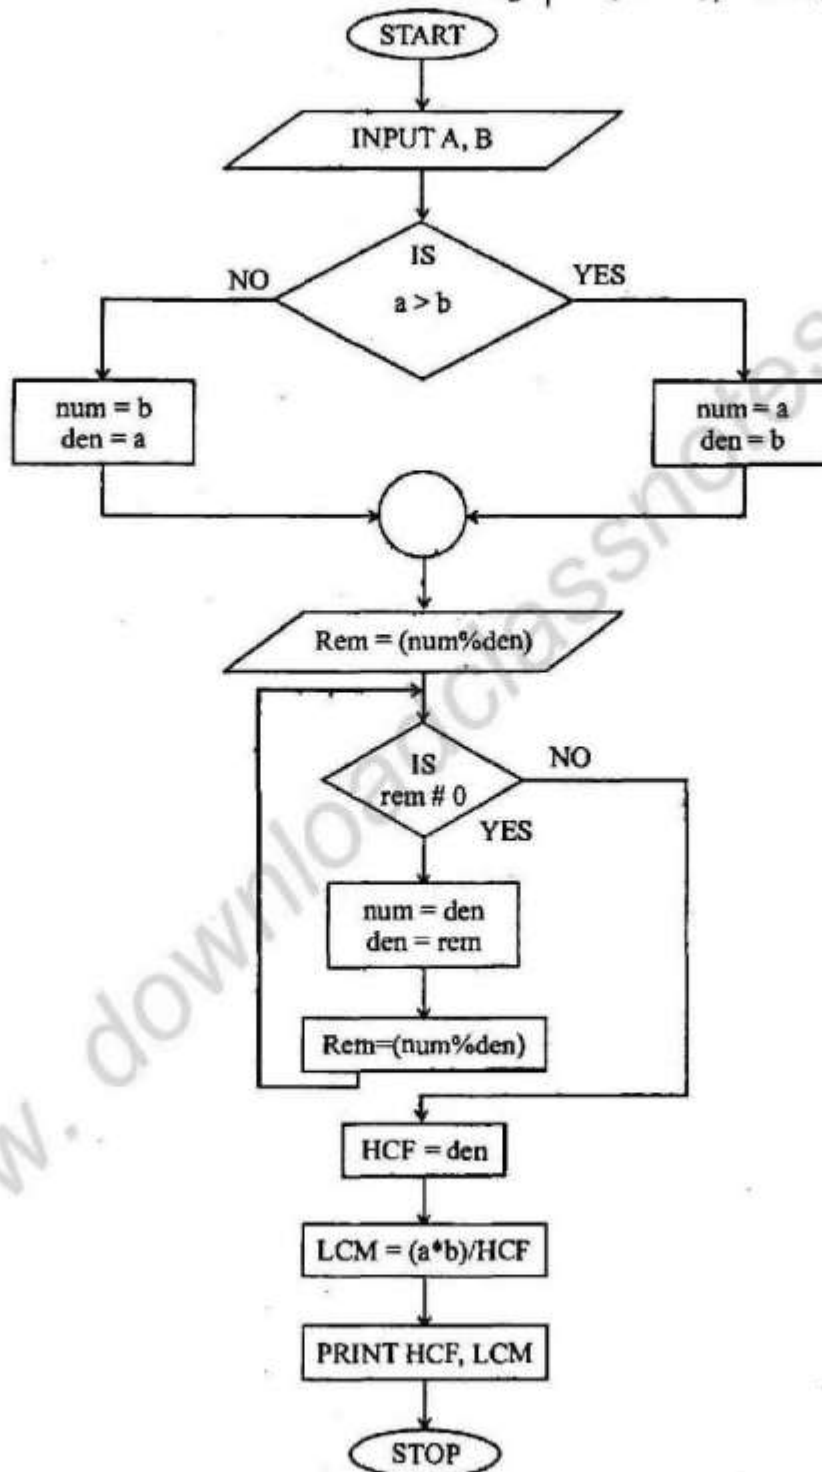 START
INPUT A, B
IS
a > b
NO
YES
num = b
den = a
num = a
den = b
Rem = (num%den)
IS
rem # 0
NO
YES
num = den
den = rem
Rem=(num%den)
HCF = den
LCM = (a*b)/HCF
PRINT HCF, LCM
STOP
w. downloadclassnotes